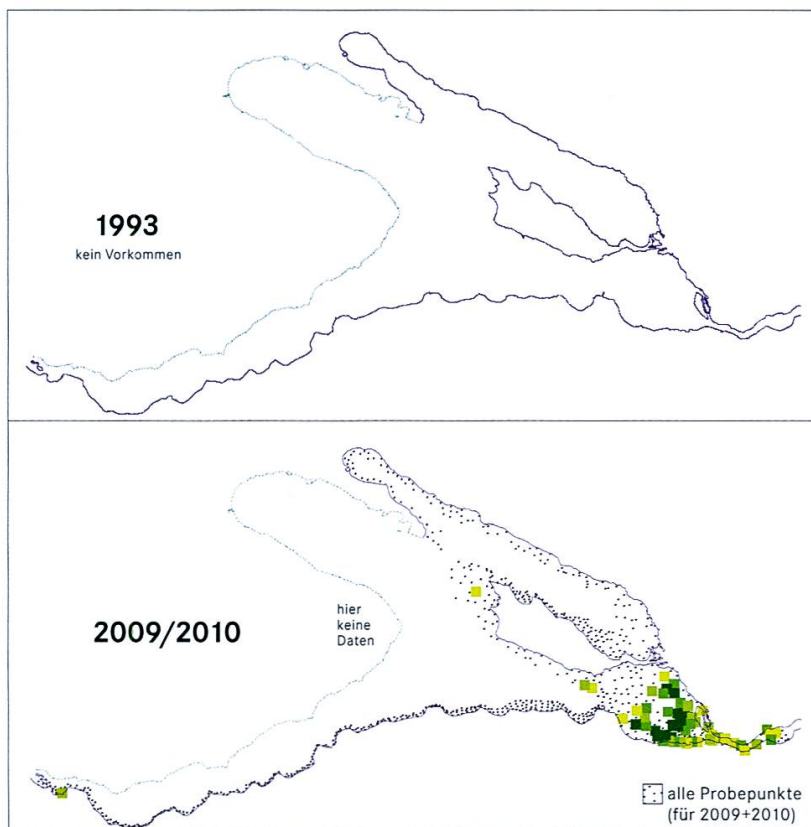 1993
kein Vorkommen
2009/2010
hier
keine
Daten
alle Probepunkte
(für 2009+2010)